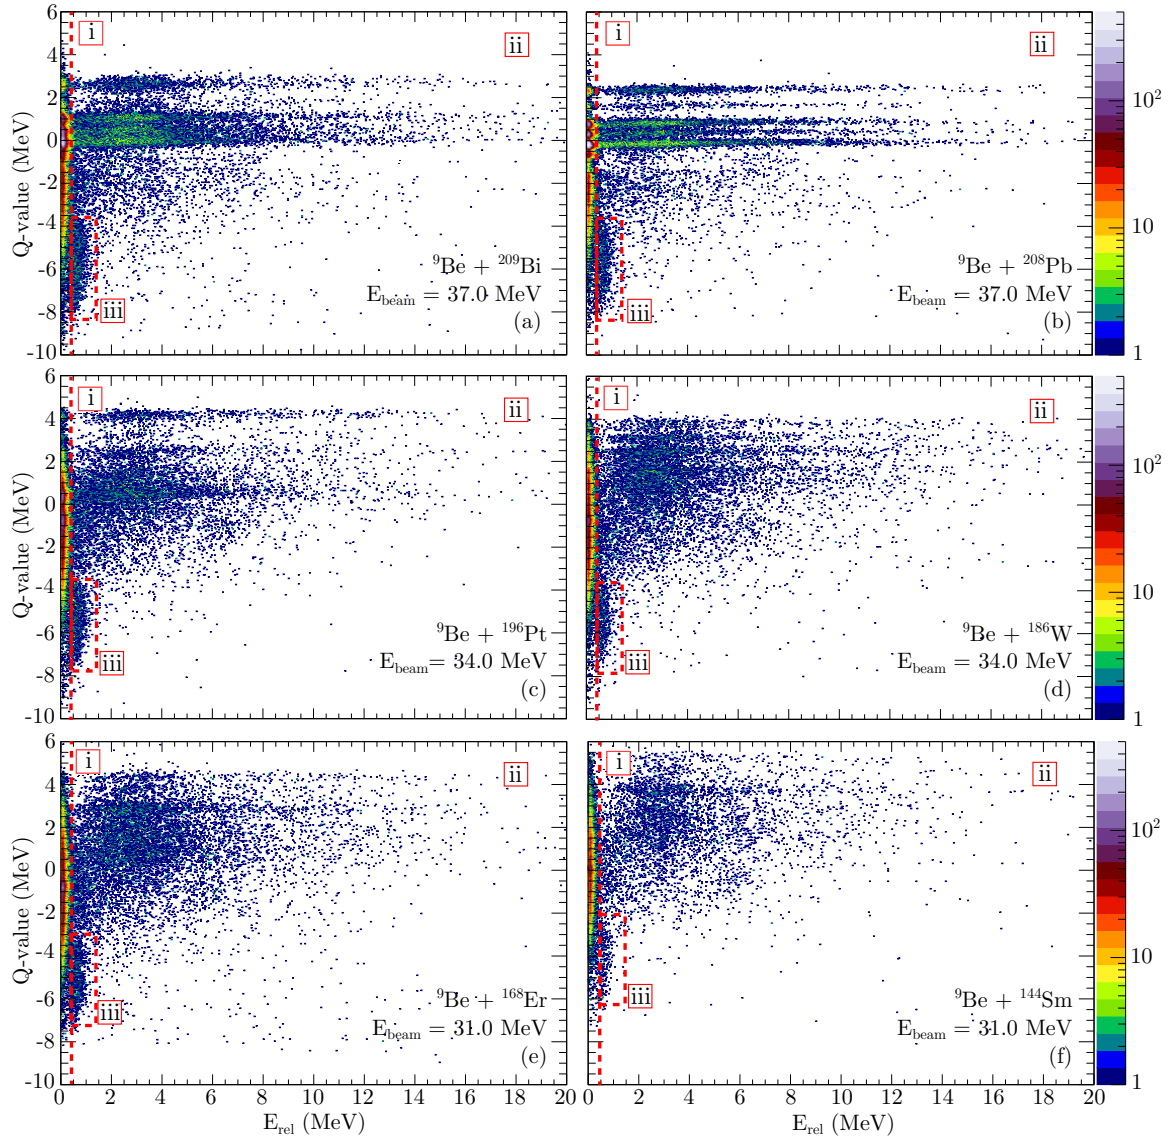 6
4
2
0
-2
-4
-6
-8
-10
Q-value (MeV)
i
ii
iii
⁹Be + ²⁰⁹Bi
E_beam = 37.0 MeV
(a)
i
ii
iii
⁹Be + ²⁰⁸Pb
E_beam = 37.0 MeV
(b)
10²
10
1
6
4
2
0
-2
-4
-6
-8
-10
Q-value (MeV)
i
ii
iii
⁹Be + ¹⁹⁶Pt
E_beam = 34.0 MeV
(c)
i
ii
iii
⁹Be + ¹⁸⁶W
E_beam = 34.0 MeV
(d)
10²
10
1
6
4
2
0
-2
-4
-6
-8
-10
Q-value (MeV)
i
ii
iii
⁹Be + ¹⁶⁸Er
E_beam = 31.0 MeV
(e)
i
ii
iii
⁹Be + ¹⁴⁴Sm
E_beam = 31.0 MeV
(f)
10²
10
1
0 2 4 6 8 10 12 14 16 18 20
E_rel (MeV)
0 2 4 6 8 10 12 14 16 18 20
E_rel (MeV)